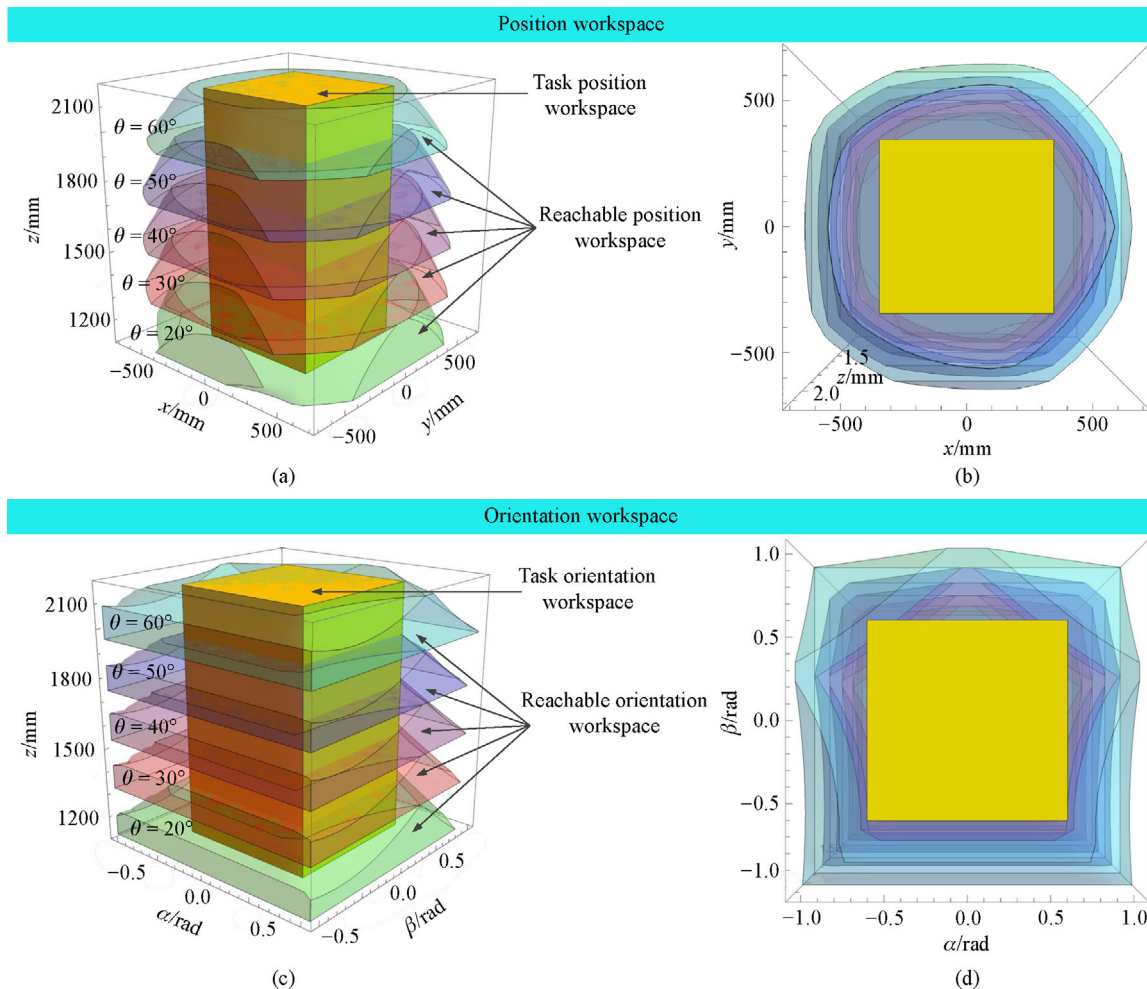 Position workspace
Task position
workspace
Reachable position
workspace
2100
1800
1500
1200
z/mm
θ = 60°
θ = 50°
θ = 40°
θ = 30°
θ = 20°
−500
0
500
x/mm
−500
0
500
y/mm
(a)
500
0
−500
y/mm
1.5
z/mm
2.0
−500
0
500
x/mm
(b)
Orientation workspace
Task orientation
workspace
Reachable orientation
workspace
2100
1800
1500
1200
z/mm
θ = 60°
θ = 50°
θ = 40°
θ = 30°
θ = 20°
−0.5
0.0
0.5
α/rad
−0.5
0.0
0.5
β/rad
(c)
1.0
0.5
0.0
−0.5
−1.0
β/rad
1.5
−1.0
−0.5
0.0
0.5
1.0
α/rad
(d)